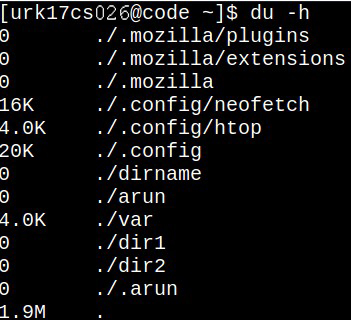 [urk17cs026@code ~]$ du -h
0 ./.mozilla/plugins
0 ./.mozilla/extensions
0 ./.mozilla
16K ./.config/neofetch
4.0K ./.config/htop
20K ./.config
0 ./dirname
0 ./arun
4.0K ./var
0 ./dir1
0 ./dir2
0 ./.arun
1.9M .